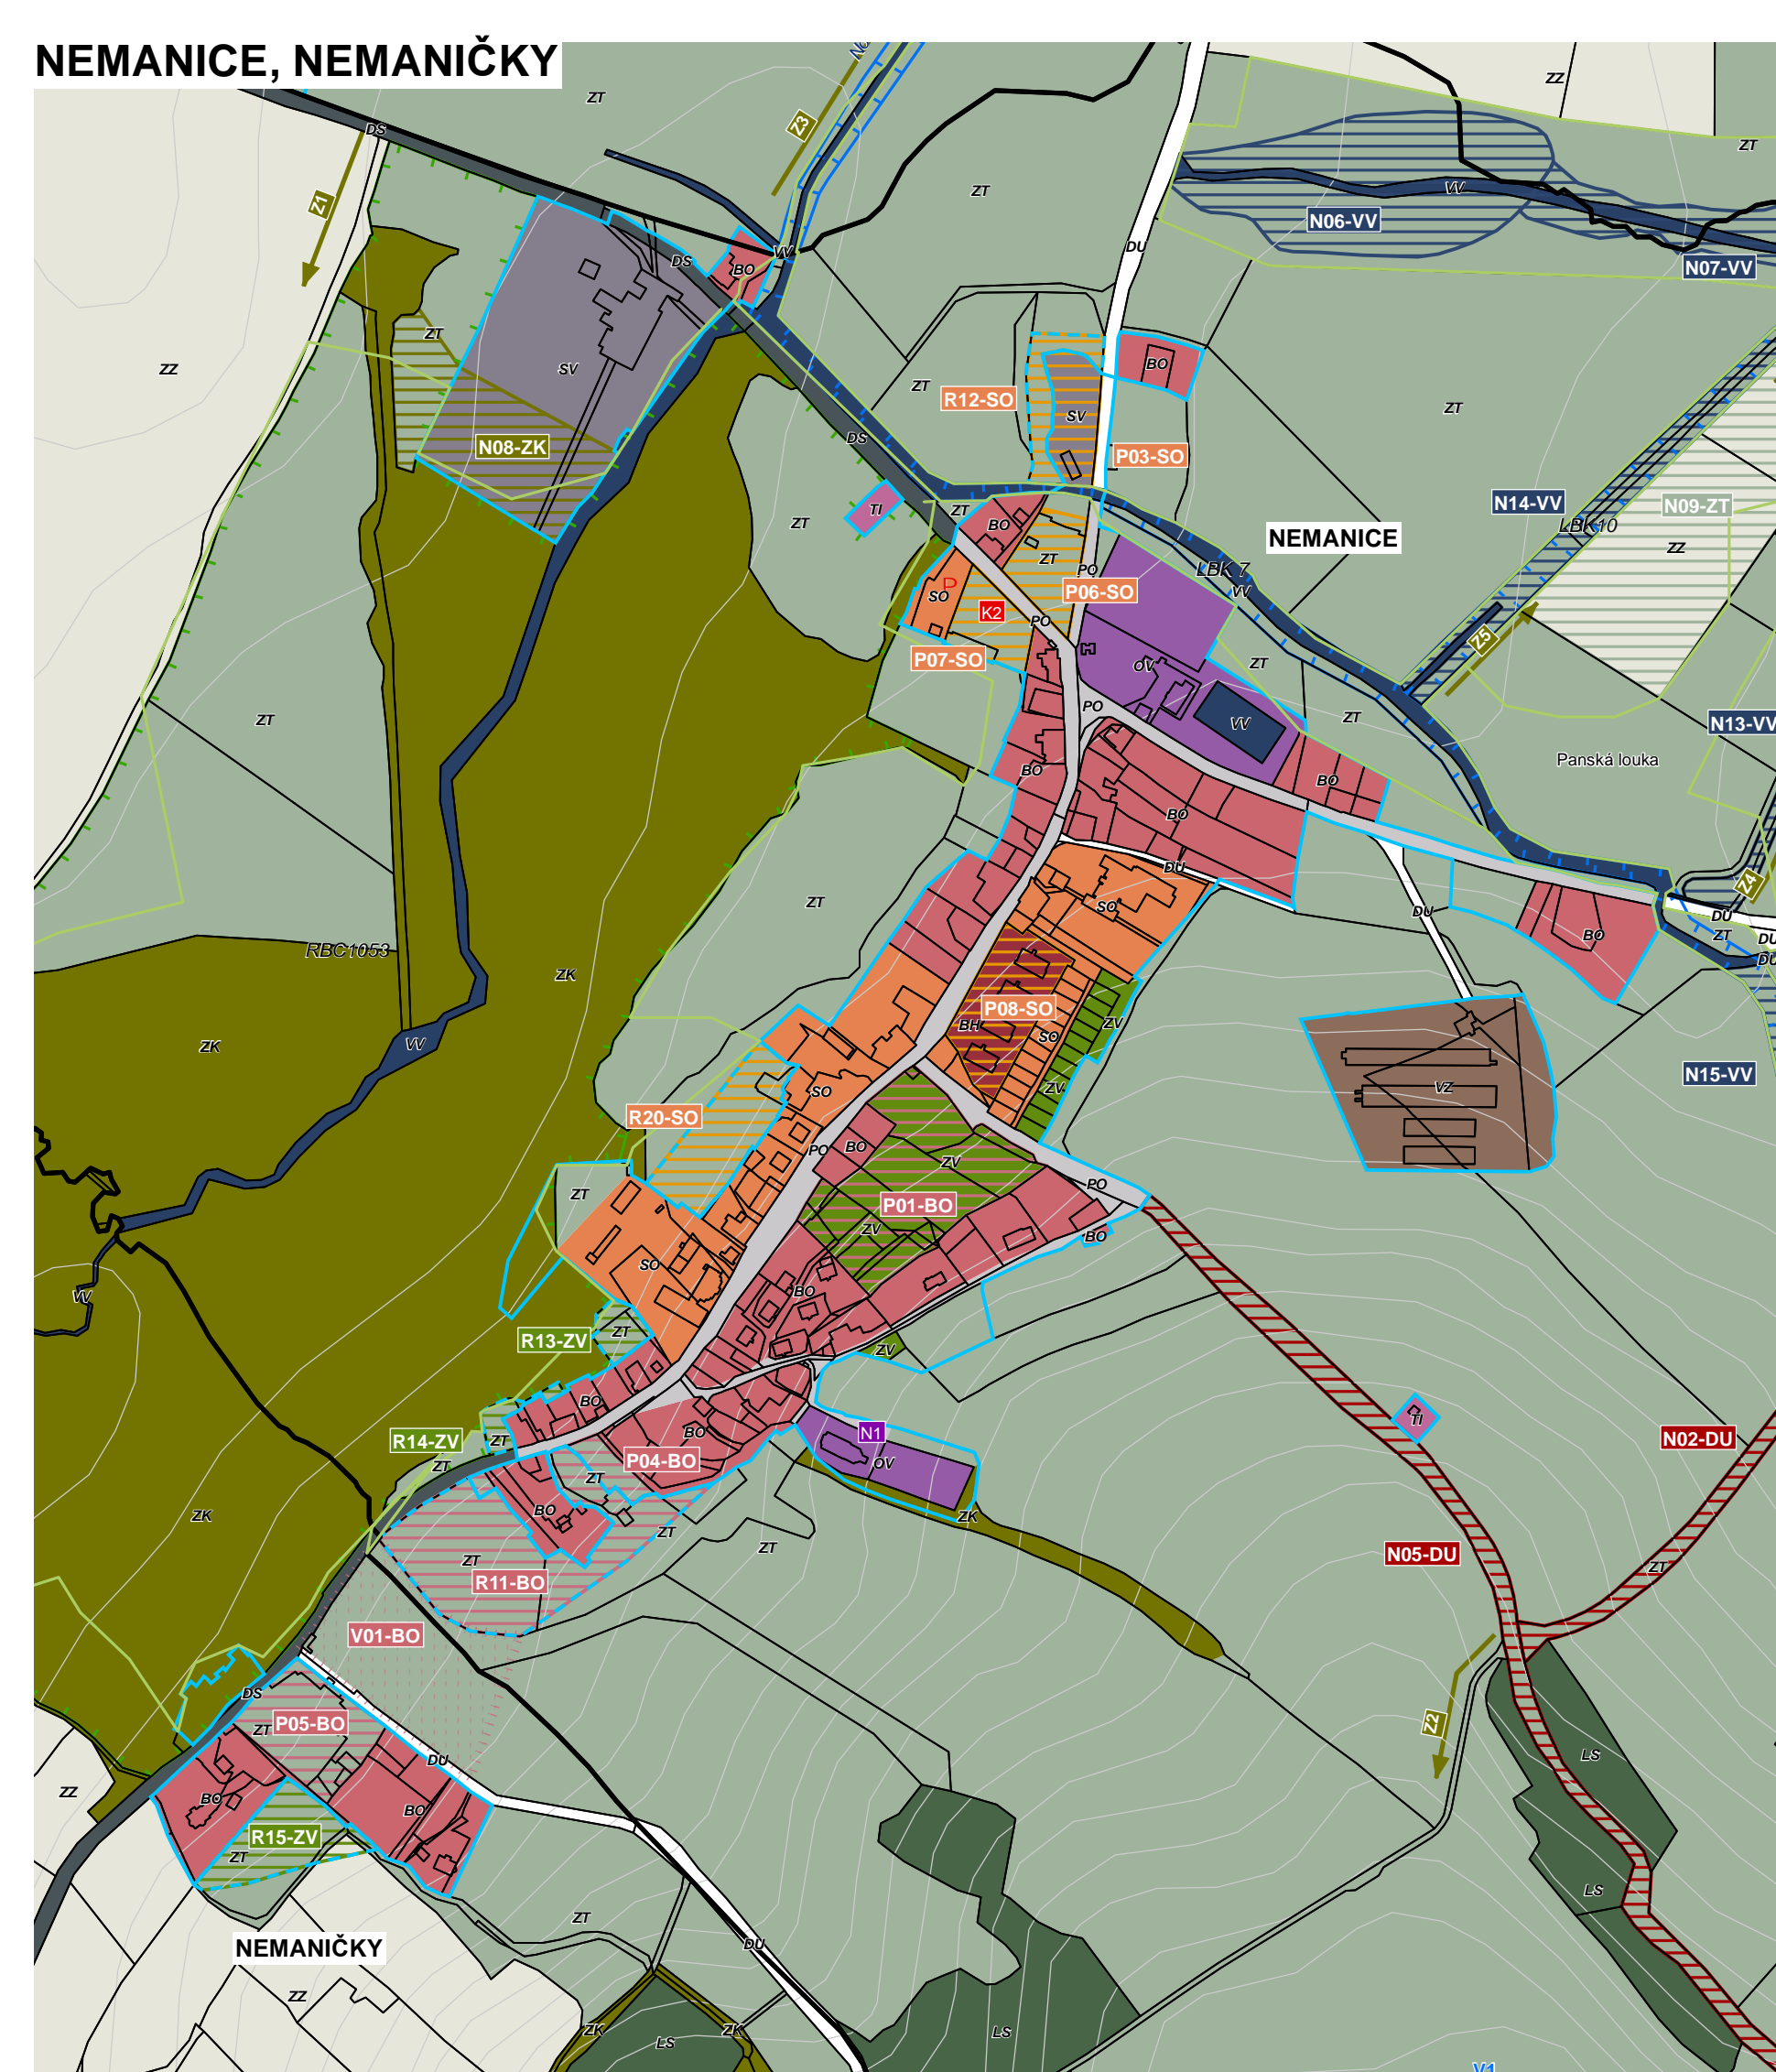 NEMANICE, NEMANIČKY
ZZ
ZT
DS
Z3
ZT
ZT
Z1
VV
N06-VV
DU
VV
DS
BO
N07-VV
ZT
ZZ
SV
ZT
BO
R12-SO
ZT
SV
ZT
DS
N08-ZK
P03-SO
TI
ZT
ZT
BO
N14-VV
N09-ZT
LBK10
NEMANICE
ZZ
ZT
PO
LBK 7
VV
P06-SO
SO
K2
PO
Z5
P07-SO
OV
ZT
PO
VV
ZT
ZT
N13-VV
Panská louka
BO
BO
BO
DU
Z4
ZT
SO
DU
DU
BO
ZT
DU
DU
RBC1053
ZK
P08-SO
BH
SO
ZV
ZK
VV
N15-VV
ZV
VZ
SO
R20-SO
PO
BO
ZV
PO
ZT
P01-BO
ZV
BO
SO
VV
BO
R13-ZV
ZT
ZV
BO
TI
N1
R14-ZV
ZT
BO
N02-DU
P04-BO
OV
ZT
ZT
BO
ZK
ZK
ZT
ZT
ZT
N05-DU
ZT
R11-BO
V01-BO
DS
P05-BO
ZT
Z2
DU
LS
ZZ
BO
BO
R15-ZV
ZT
LS
ZT
NEMANIČKY
DU
ZZ
ZK
ZK
LS
LS
V1